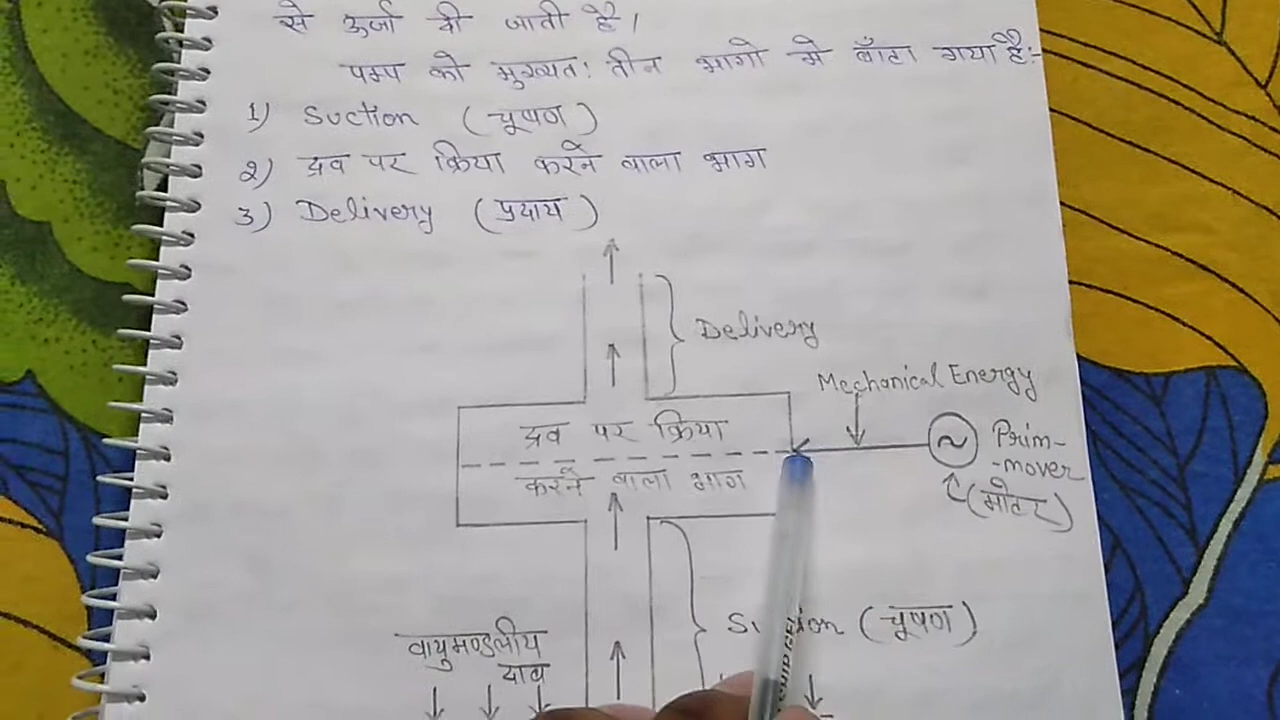 से ऊर्जा दी जाती है।
पम्प को मुख्यतः तीन भागो मे बाँटा गया है:-
1) Suction (चूषण)
2) द्रव पर क्रिया करने वाला भाग
3) Delivery (प्रदाय)
Delivery
Mechanical Energy
द्रव पर क्रिया
करने वाला भाग
Prim-
-mover
(मोटर)
(चूषण)
वायुमण्डलीय
दाब